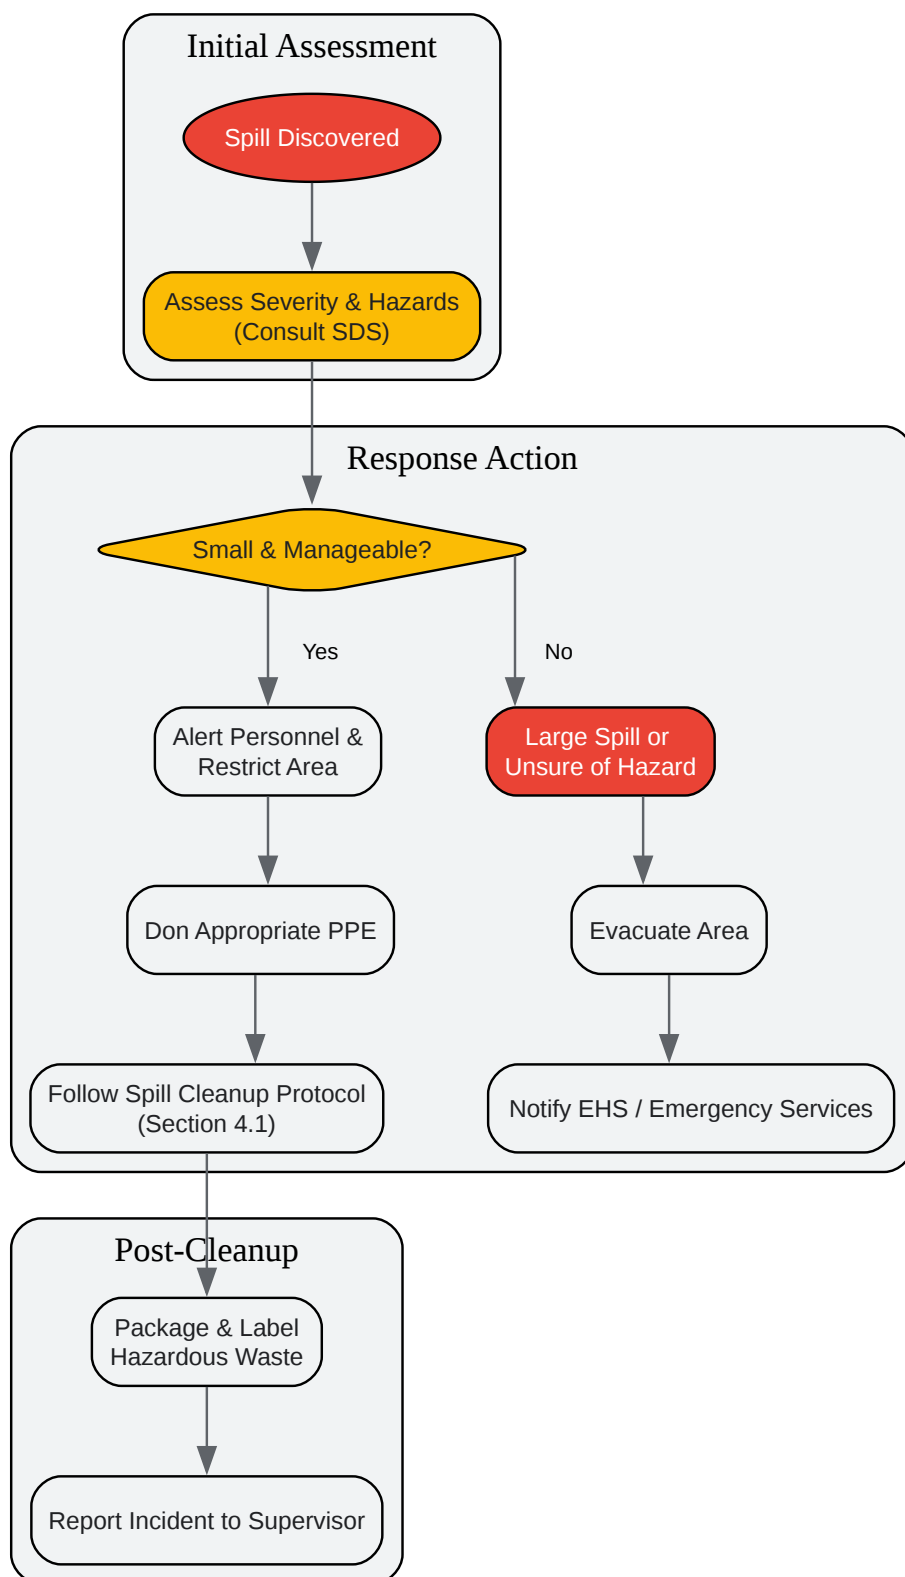 Initial Assessment
Spill Discovered
Assess Severity & Hazards
(Consult SDS)
Response Action
Small & Manageable?
Yes
No
Alert Personnel &
Restrict Area
Large Spill or
Unsure of Hazard
Don Appropriate PPE
Evacuate Area
Follow Spill Cleanup Protocol
(Section 4.1)
Notify EHS / Emergency Services
Post-Cleanup
Package & Label
Hazardous Waste
Report Incident to Supervisor